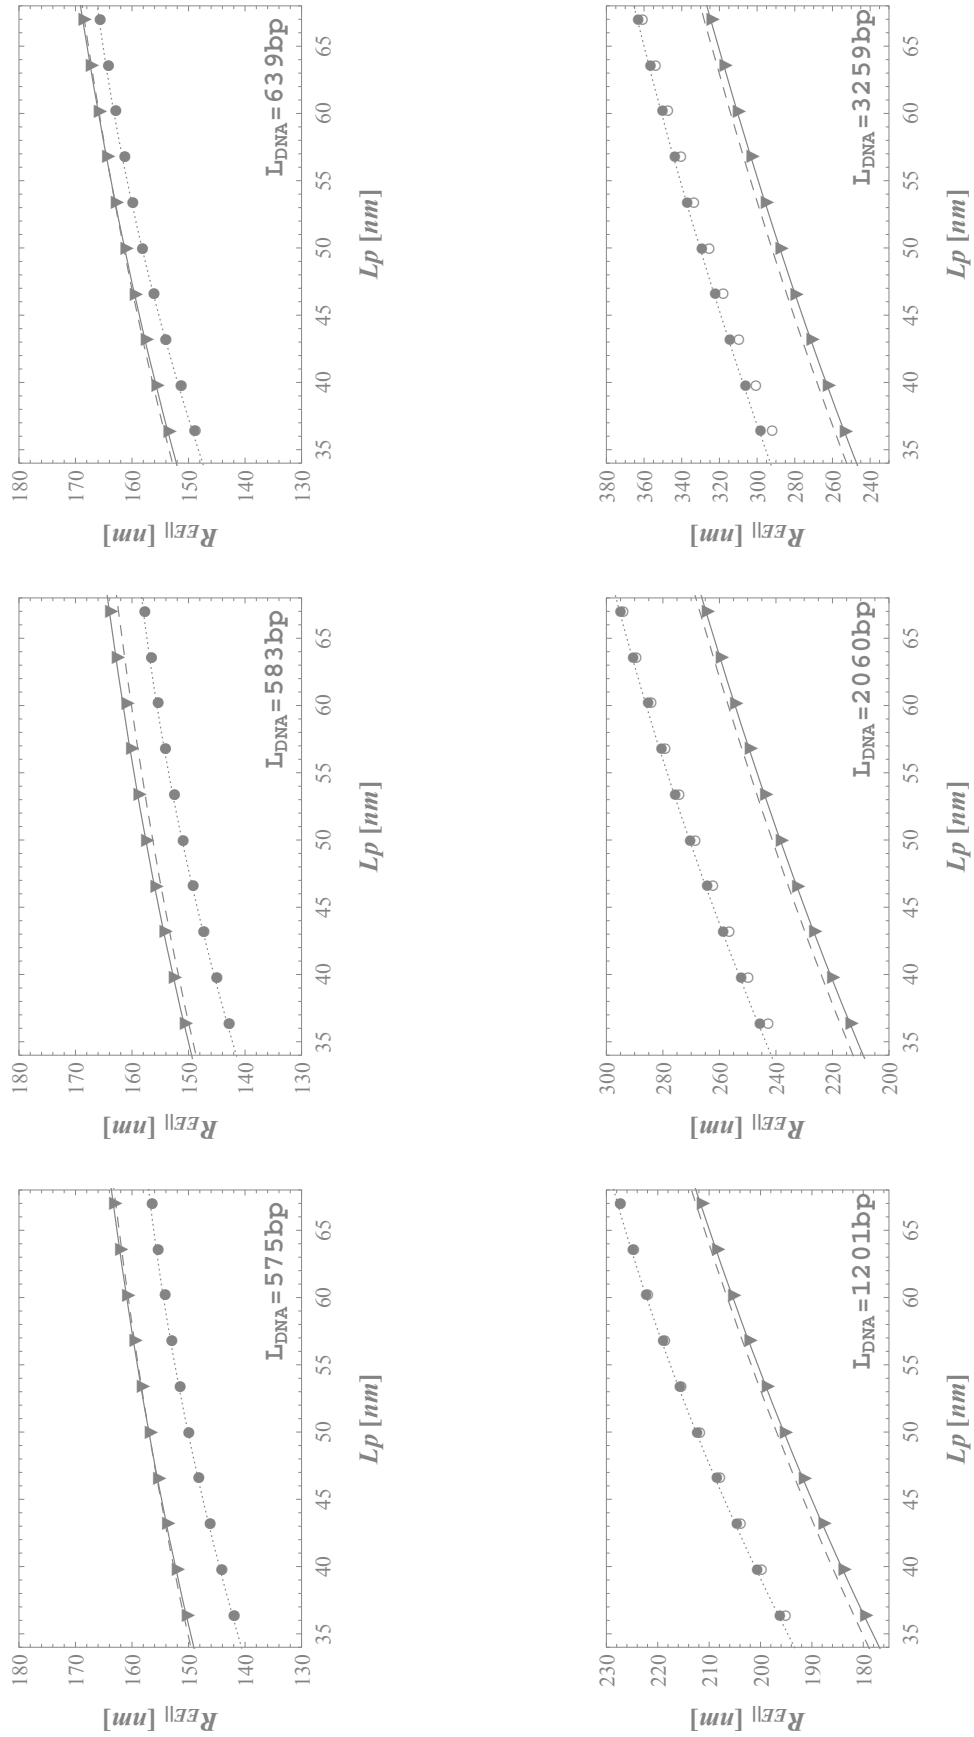 R_EE|| [nm]
180
170
160
150
140
130
L_DNA=575bp
35 40 45 50 55 60 65
Lp [nm]
R_EE|| [nm]
180
170
160
150
140
130
L_DNA=583bp
35 40 45 50 55 60 65
Lp [nm]
R_EE|| [nm]
180
170
160
150
140
130
L_DNA=639bp
35 40 45 50 55 60 65
Lp [nm]
R_EE|| [nm]
230
220
210
200
190
180
L_DNA=1201bp
35 40 45 50 55 60 65
Lp [nm]
R_EE|| [nm]
300
280
260
240
220
200
L_DNA=2060bp
35 40 45 50 55 60 65
Lp [nm]
R_EE|| [nm]
380
360
340
320
300
280
260
240
L_DNA=3259bp
35 40 45 50 55 60 65
Lp [nm]